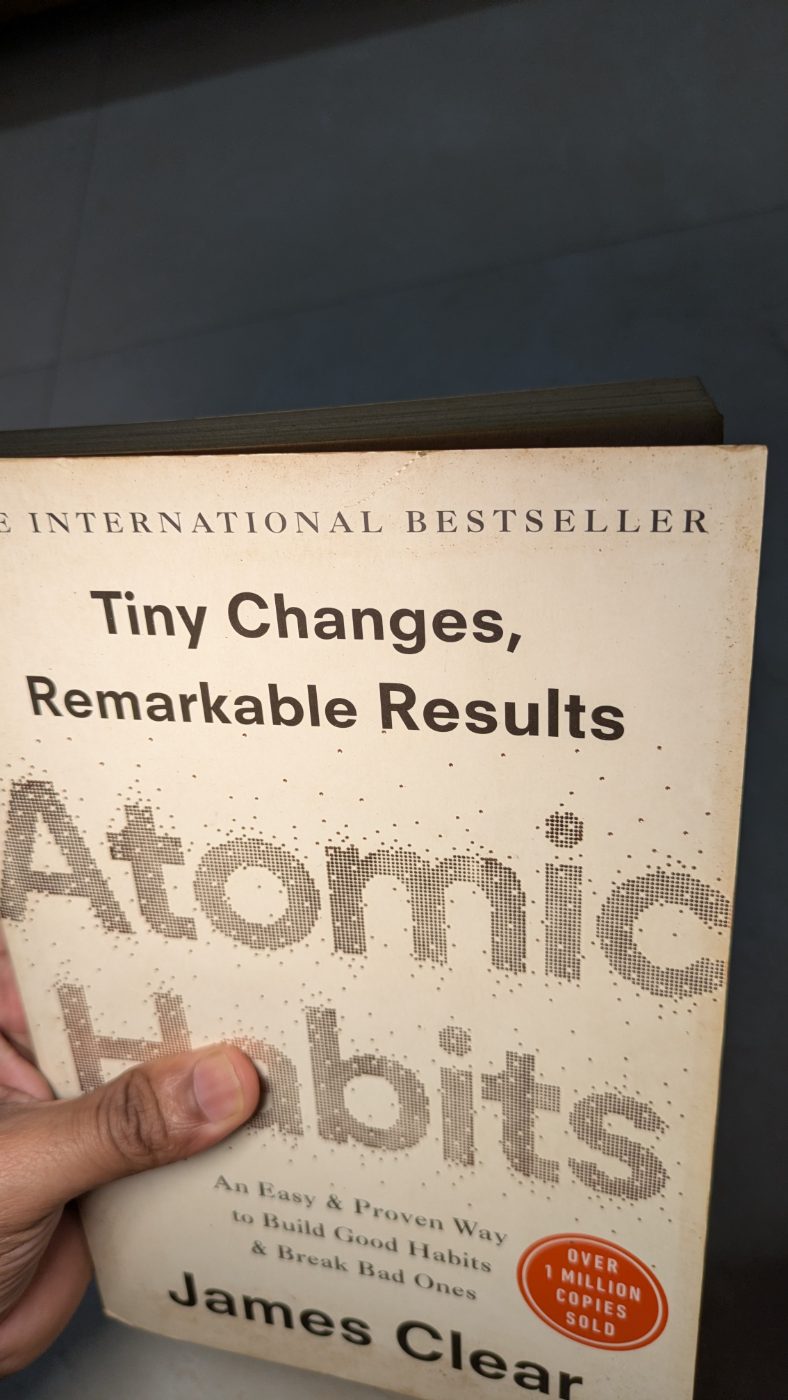 INTERNATIONAL BESTSELLER
Tiny Changes,
Remarkable Results
Atomic
Habits
An Easy & Proven Way
to Build Good Habits
& Break Bad Ones
OVER
1 MILLION
COPIES
SOLD
James Clear